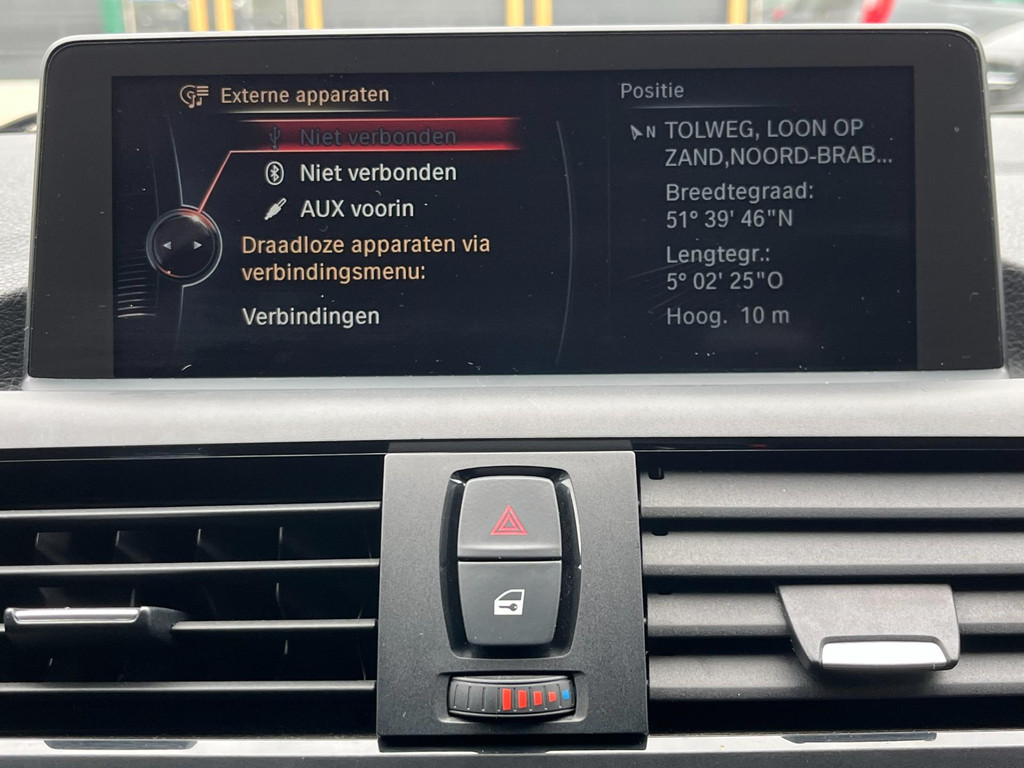 Externe apparaten
Niet verbonden
Niet verbonden
AUX voorin
Draadloze apparaten via
verbindingsmenu:
Verbindingen
Positie
N TOLWEG, LOON OP
ZAND,NOORD-BRAB...
Breedtegraad:
51° 39' 46"N
Lengtegr.:
5° 02' 25"O
Hoog. 10 m